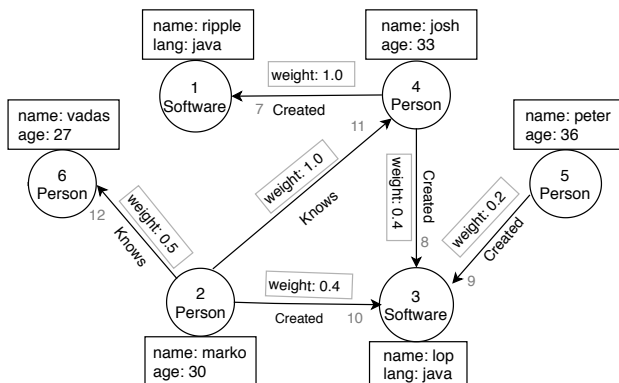 name: ripple
lang: java
name: josh
age: 33
1
Software
weight: 1.0
7
Created
4
Person
name: vadas
age: 27
11
name: peter
age: 36
6
Person
12
weight: 1.0
Knows
Created
weight: 0.4
8
weight: 0.2
Created
9
5
Person
weight: 0.5
Knows
2
Person
weight: 0.4
Created
10
3
Software
name: marko
age: 30
name: lop
lang: java